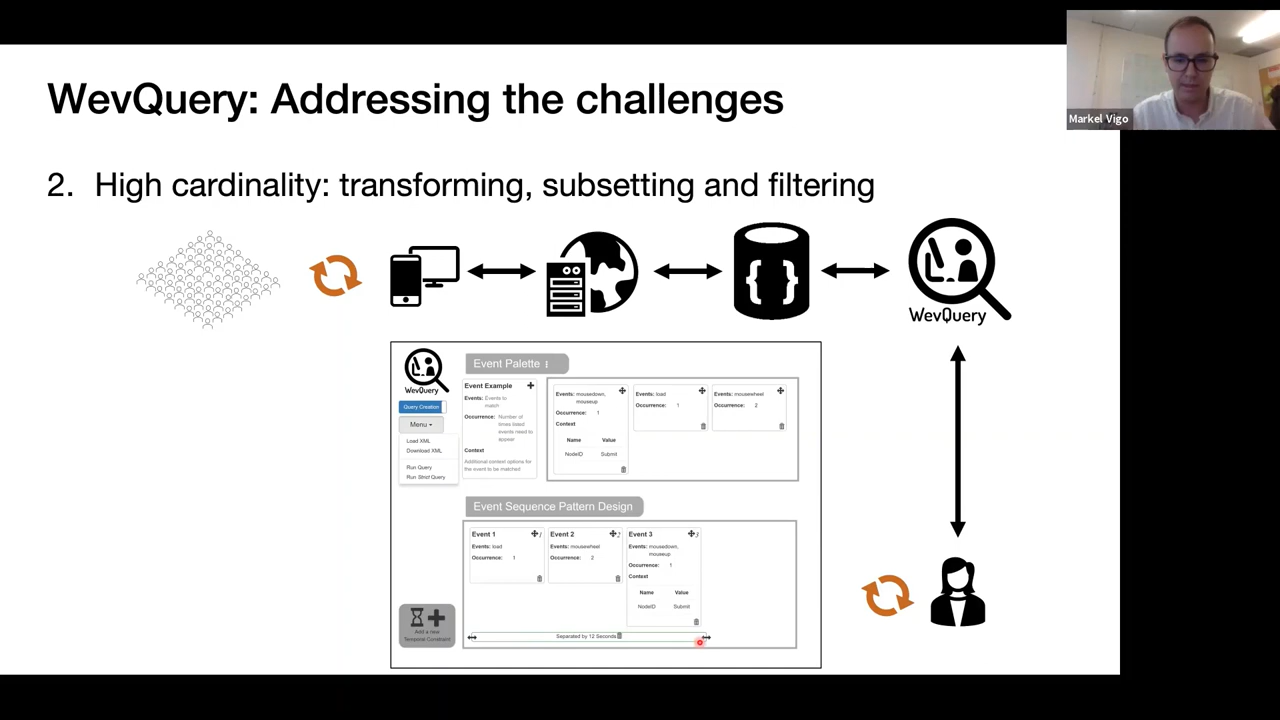 WevQuery: Addressing the challenges
Markel Vigo
2. High cardinality: transforming, subsetting and filtering
WevQuery
WevQuery
Query Creation
Menu
Load XML
Download XML
Run Query
Run Strict Query
Event Palette
Event Example
Events: Events to
match
Occurrence: Number of
times listed
events need to
appear
Context
Additional context options for
the event to be matched
Events: mousedown,
mouseup
Occurrence: 1
Context
Name Value
NodeID Submit
Events: load
Occurrence: 1
Events: mousewheel
Occurrence: 2
Event Sequence Pattern Design
Event 1
Events: load
Occurrence: 1
Event 2
Events: mousewheel
Occurrence: 2
Event 3
Events: mousedown,
mouseup
Occurrence: 1
Context
Name Value
NodeID Submit
Add a new
Temporal Constraint
Separated by 12 Seconds